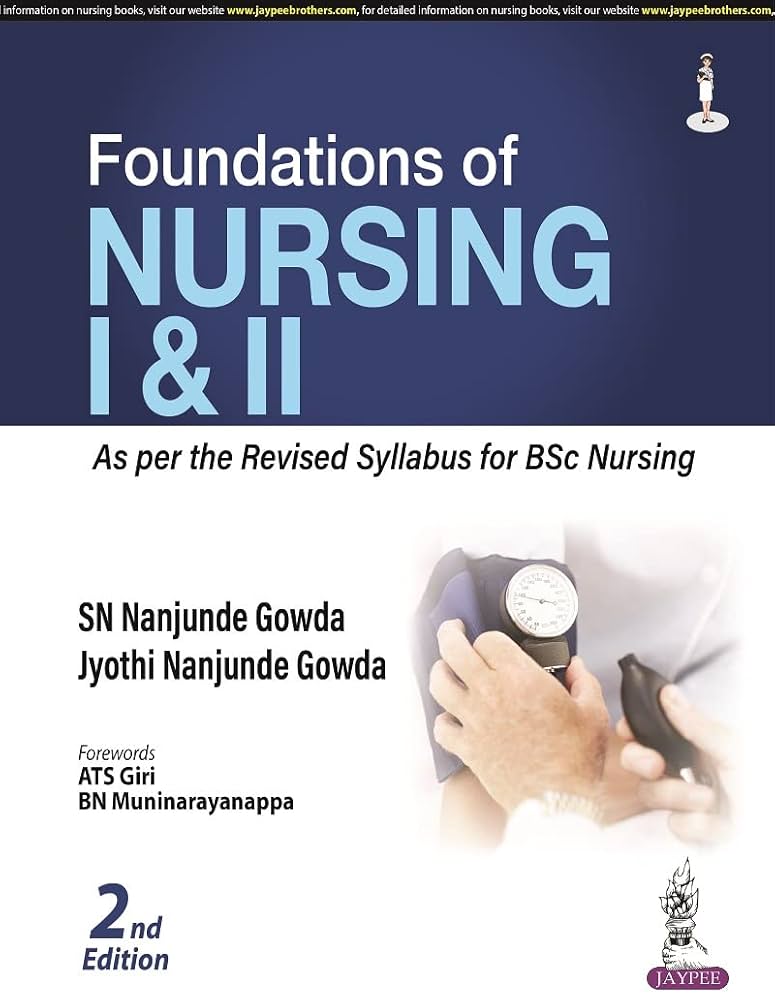 l information on nursing books, visit our website www.jaypeebrothers.com, for detailed information on nursing books, visit our website www.jaypeebrothers.com,
Foundations of
NURSING
I & II
As per the Revised Syllabus for BSc Nursing
SN Nanjunde Gowda
Jyothi Nanjunde Gowda
Forewords
ATS Giri
BN Muninarayanappa
2nd
Edition
JAYPEE